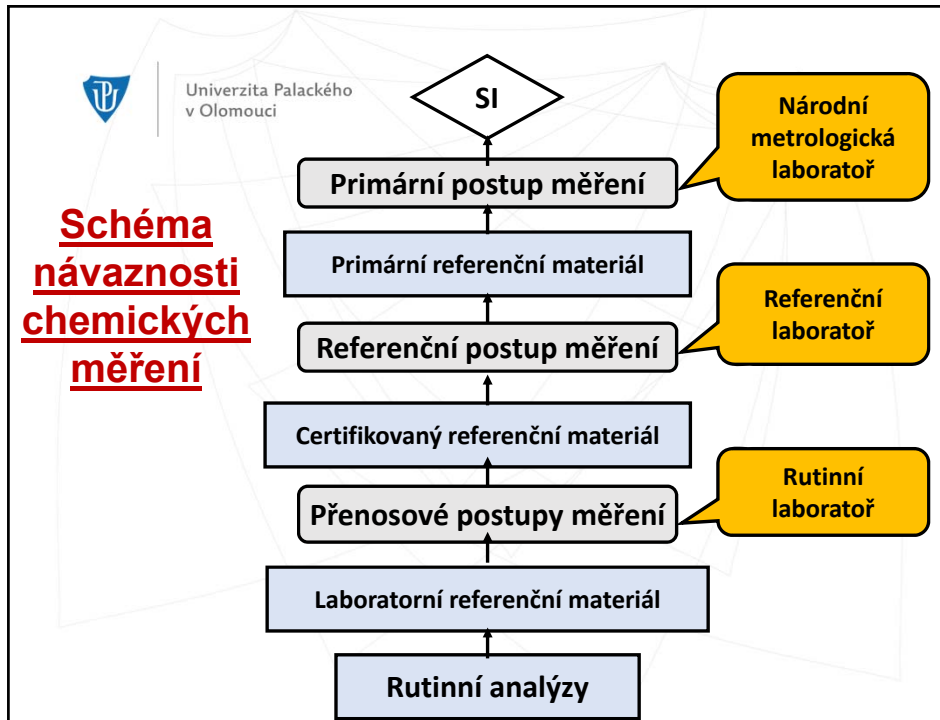 Univerzita Palackého
v Olomouci
SI
Národní
metrologická
laboratoř
Primární postup měření
Schéma
návaznosti
chemických
měření
Primární referenční materiál
Referenční
laboratoř
Referenční postup měření
Certifikovaný referenční materiál
Rutinní
laboratoř
Přenosové postupy měření
Laboratorní referenční materiál
Rutinní analýzy